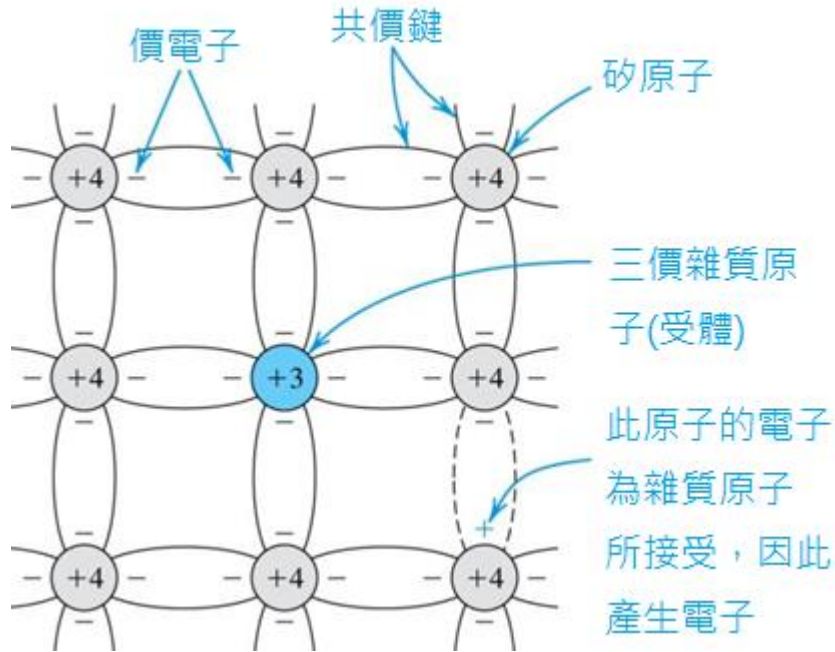 價電子
共價鍵
矽原子
+4 +4 +4
三價雜質原
子(受體)
+4 +3 +4
此原子的電子
為雜質原子
所接受，因此
產生電子
+
+4 +4 +4